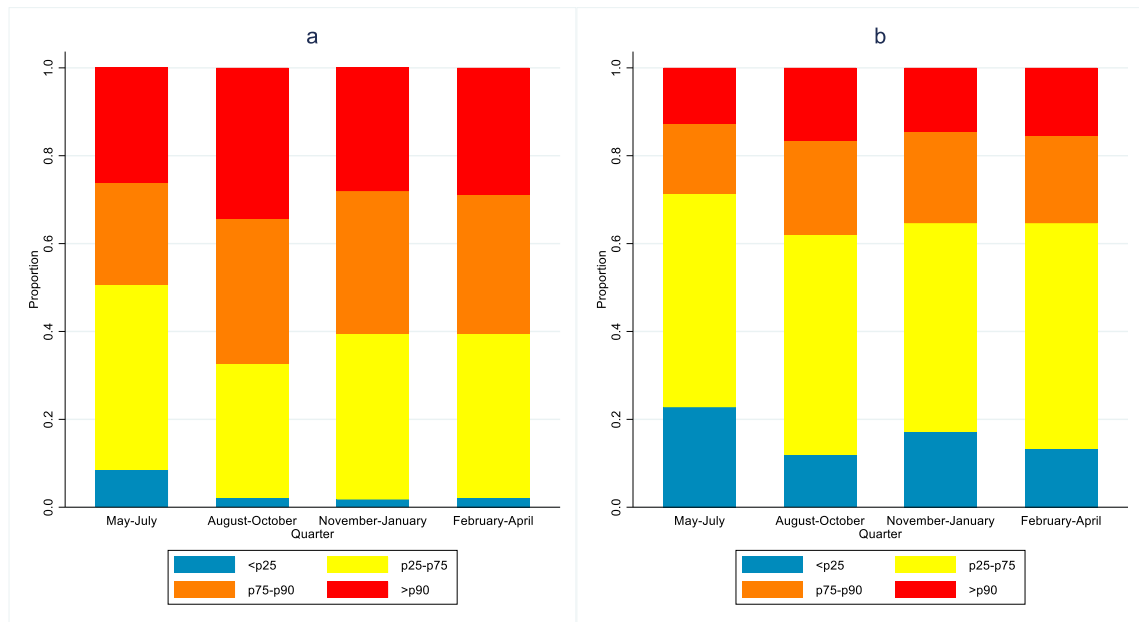 a
Proportion
1.0
0.8
0.6
0.4
0.2
0.0
May-July August-October November-January February-April
Quarter
<p25 p25-p75
p75-p90 >p90
b
Proportion
1.0
0.8
0.6
0.4
0.2
0.0
May-July August-October November-January February-April
Quarter
<p25 p25-p75
p75-p90 >p90